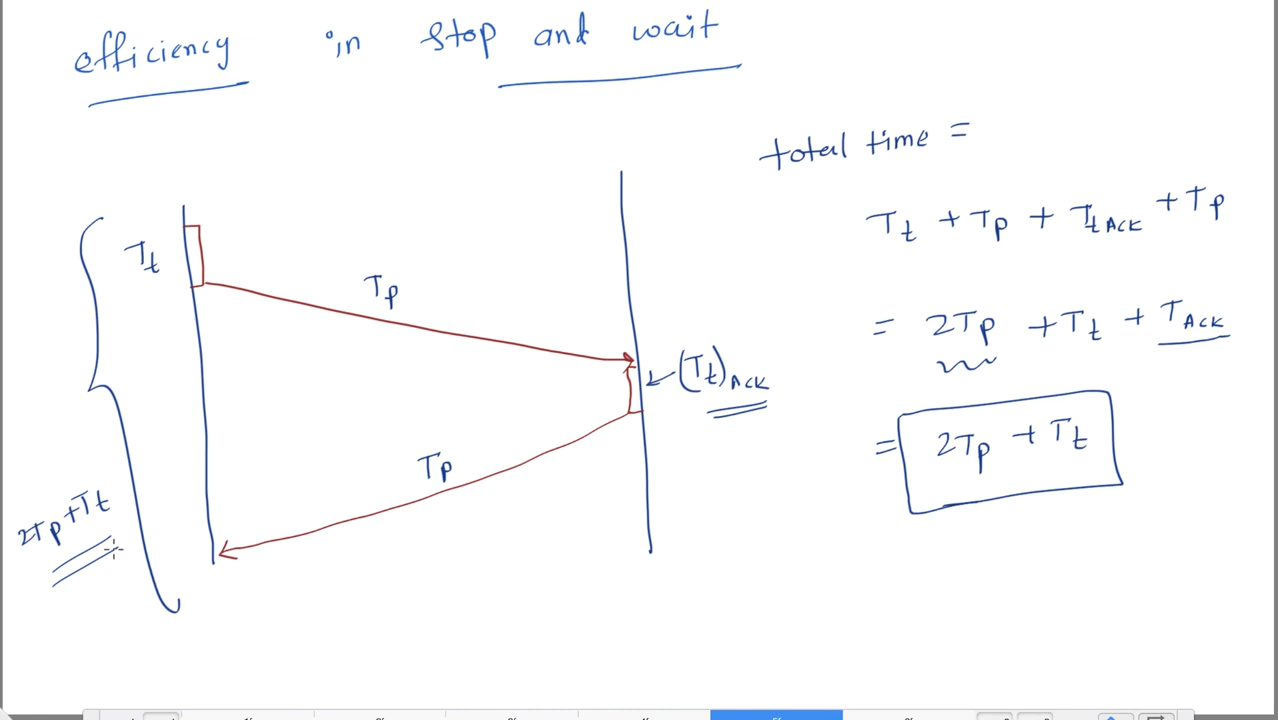 efficiency in stop and wait
total time =
Tt + Tp + Tt ACK + Tp
= 2Tp + Tt + TACK
= 2Tp + Tt
Tt
Tp
(Tt)ACK
Tp
2Tp + Tt